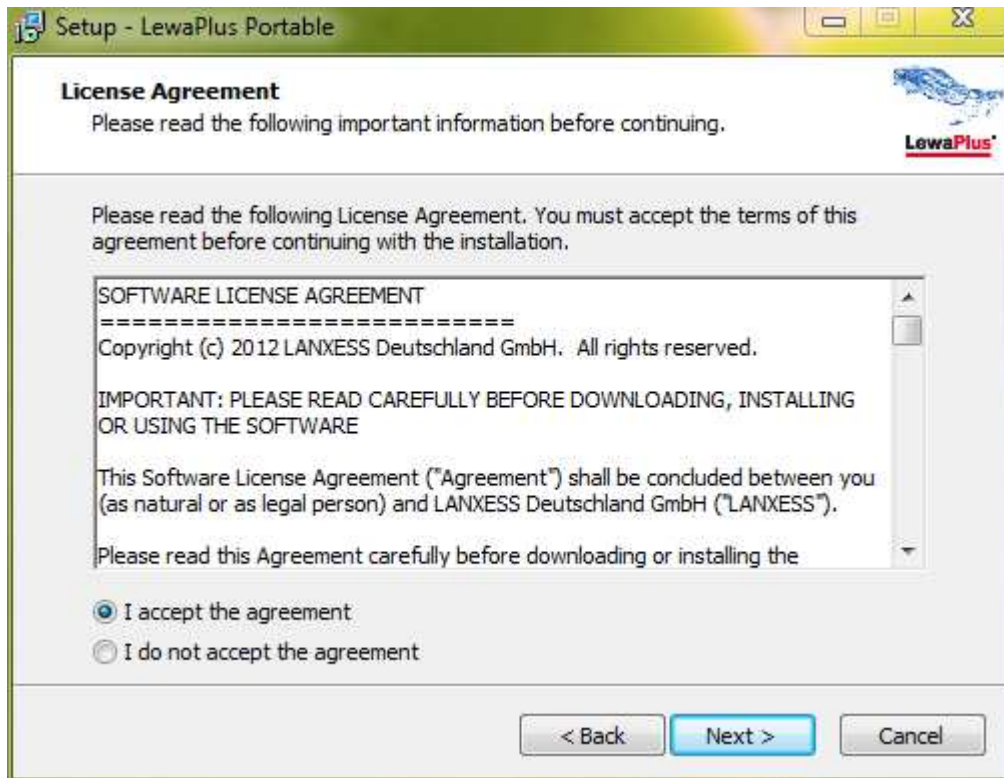 Setup - LewaPlus Portable
License Agreement
Please read the following important information before continuing.
LewaPlus
Please read the following License Agreement. You must accept the terms of this
agreement before continuing with the installation.
SOFTWARE LICENSE AGREEMENT
==========================
Copyright (c) 2012 LANXESS Deutschland GmbH.  All rights reserved.
IMPORTANT: PLEASE READ CAREFULLY BEFORE DOWNLOADING, INSTALLING
OR USING THE SOFTWARE
This Software License Agreement ("Agreement") shall be concluded between you
(as natural or as legal person) and LANXESS Deutschland GmbH ("LANXESS").
Please read this Agreement carefully before downloading or installing the
I accept the agreement
I do not accept the agreement
< Back Next > Cancel